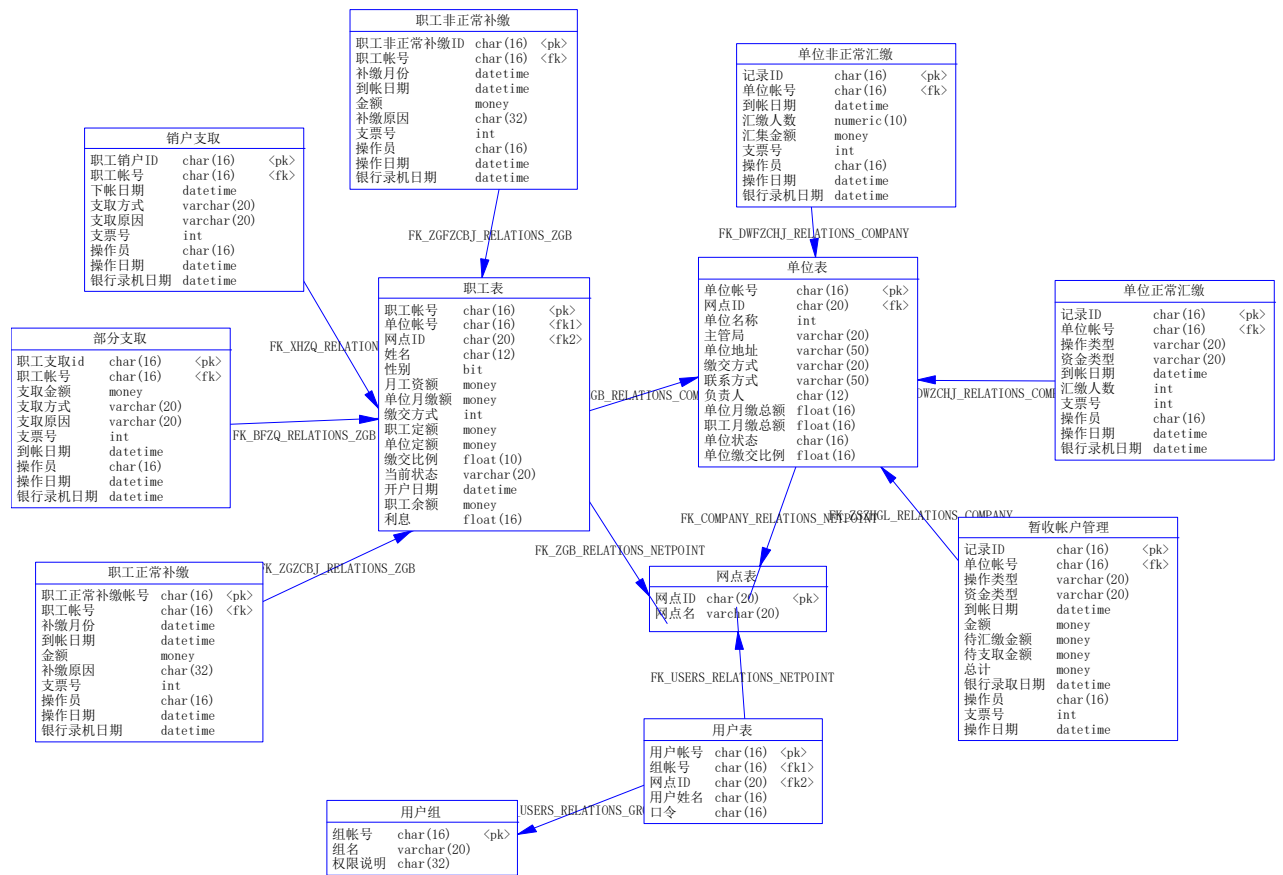 职工非正常补缴
职工非正常补缴ID char(16) <pk>
职工帐号 char(16) <fk>
补缴月份 datetime
到帐日期 datetime
金额 money
补缴原因 char(32)
支票号 int
操作员 char(16)
操作日期 datetime
银行录机日期 datetime
单位非正常汇缴
记录ID char(16) <pk>
单位帐号 char(16) <fk>
到帐日期 datetime
汇缴人数 numeric(10)
汇集金额 money
支票号 int
操作员 char(16)
操作日期 datetime
银行录机日期 datetime
销户支取
职工销户ID char(16) <pk>
职工帐号 char(16) <fk>
下帐日期 datetime
支取方式 varchar(20)
支取原因 varchar(20)
支票号 int
操作员 char(16)
操作日期 datetime
银行录机日期 datetime
FK_ZGFZCBJ_RELATIONS_ZGB
FK_DWFZCHJ_RELATIONS_COMPANY
职工表
职工帐号 char(16) <pk>
单位帐号 char(16) <fk1>
网点ID char(20) <fk2>
姓名 char(12)
性别 bit
月工资额 money
单位月缴额 money
缴交方式 int
职工定额 money
单位定额 money
缴交比例 float(10)
当前状态 varchar(20)
开户日期 datetime
职工余额 money
利息 float(16)
单位表
单位帐号 char(16) <pk>
网点ID char(20) <fk>
单位名称 int
主管局 varchar(20)
单位地址 varchar(50)
缴交方式 varchar(20)
联系方式 varchar(50)
负责人 char(12)
单位月缴总额 float(16)
职工月缴总额 float(16)
单位状态 char(16)
单位缴交比例 float(16)
单位正常汇缴
记录ID char(16) <pk>
单位帐号 char(16) <fk>
操作类型 varchar(20)
资金类型 varchar(20)
到帐日期 datetime
汇缴人数 int
支票号 int
操作员 char(16)
操作日期 datetime
银行录机日期 datetime
部分支取
职工支取id char(16) <pk>
职工帐号 char(16) <fk>
支取金额 money
支取方式 varchar(20)
支取原因 varchar(20)
支票号 int
到帐日期 datetime
操作员 char(16)
操作日期 datetime
银行录机日期 datetime
FK_XHZQ_RELATION
FK_BFZQ_RELATIONS_ZGB
GB_RELATIONS_COM
DWZCHJ_RELATIONS_COM
FK_COMPANY_RELATIONS_NETPOINT
FK_ZSZHGL_RELATIONS_COMPANY
FK_ZGB_RELATIONS_NETPOINT
K_ZGZCBJ_RELATIONS_ZGB
职工正常补缴
职工正常补缴帐号 char(16) <pk>
职工帐号 char(16) <fk>
补缴月份 datetime
到帐日期 datetime
金额 money
补缴原因 char(32)
支票号 int
操作员 char(16)
操作日期 datetime
银行录机日期 datetime
网点表
网点ID char(20) <pk>
网点名 varchar(20)
暂收帐户管理
记录ID char(16) <pk>
单位帐号 char(16) <fk>
操作类型 varchar(20)
资金类型 varchar(20)
到帐日期 datetime
金额 money
待汇缴金额 money
待支取金额 money
总计 money
银行录取日期 datetime
操作员 char(16)
支票号 int
操作日期 datetime
FK_USERS_RELATIONS_NETPOINT
用户表
用户帐号 char(16) <pk>
组帐号 char(16) <fk1>
网点ID char(20) <fk2>
用户姓名 char(16)
口令 char(16)
_USERS_RELATIONS_GRO
用户组
组帐号 char(16) <pk>
组名 varchar(20)
权限说明 char(32)